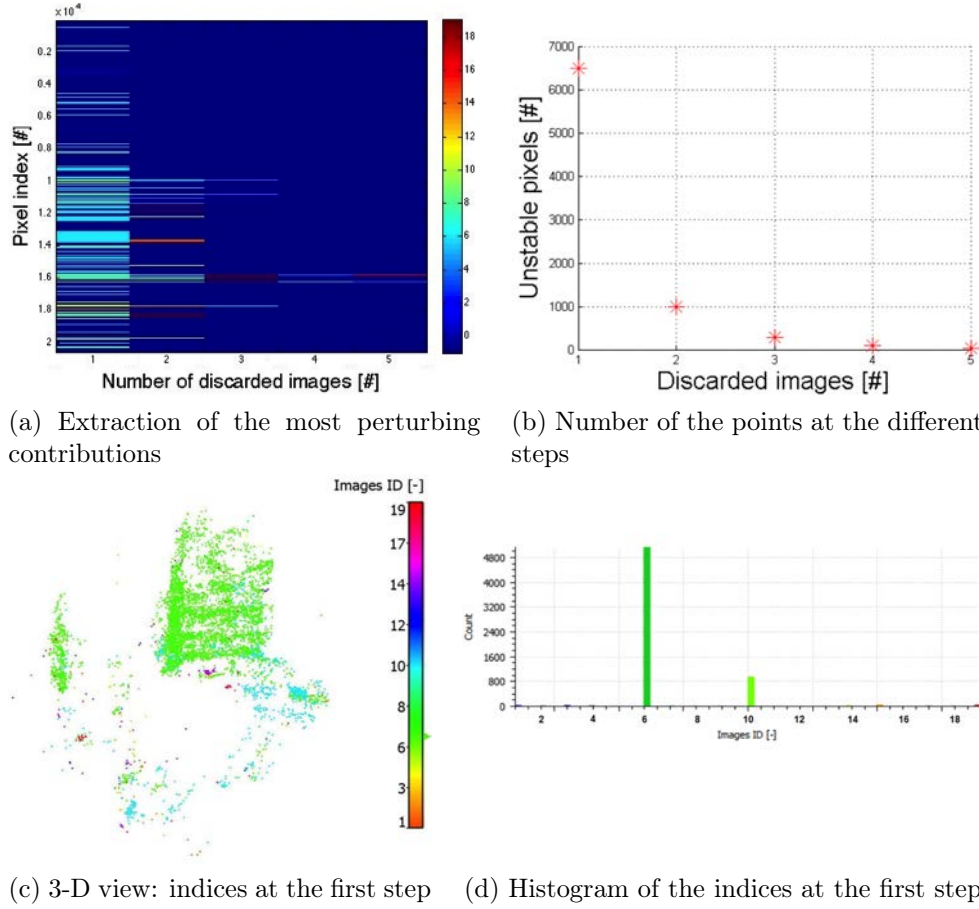 ×10⁴
0.2
0.4
0.6
0.8
1
1.2
1.4
1.6
1.8
2
1 2 3 4 5
Pixel index [#]
Number of discarded images [#]
18
16
14
12
10
8
6
4
2
0
7000
6000
5000
4000
3000
2000
1000
0
1 2 3 4 5
Unstable pixels [#]
Discarded images [#]
(a) Extraction of the most perturbing
contributions
(b) Number of the points at the different
steps
Images ID [-]
19
17
14
12
10
8
6
3
1
4800
4000
3200
2400
1600
800
0
Count
2 4 6 8 10 14 16 18
Images ID [-]
(c) 3-D view: indices at the first step
(d) Histogram of the indices at the first step